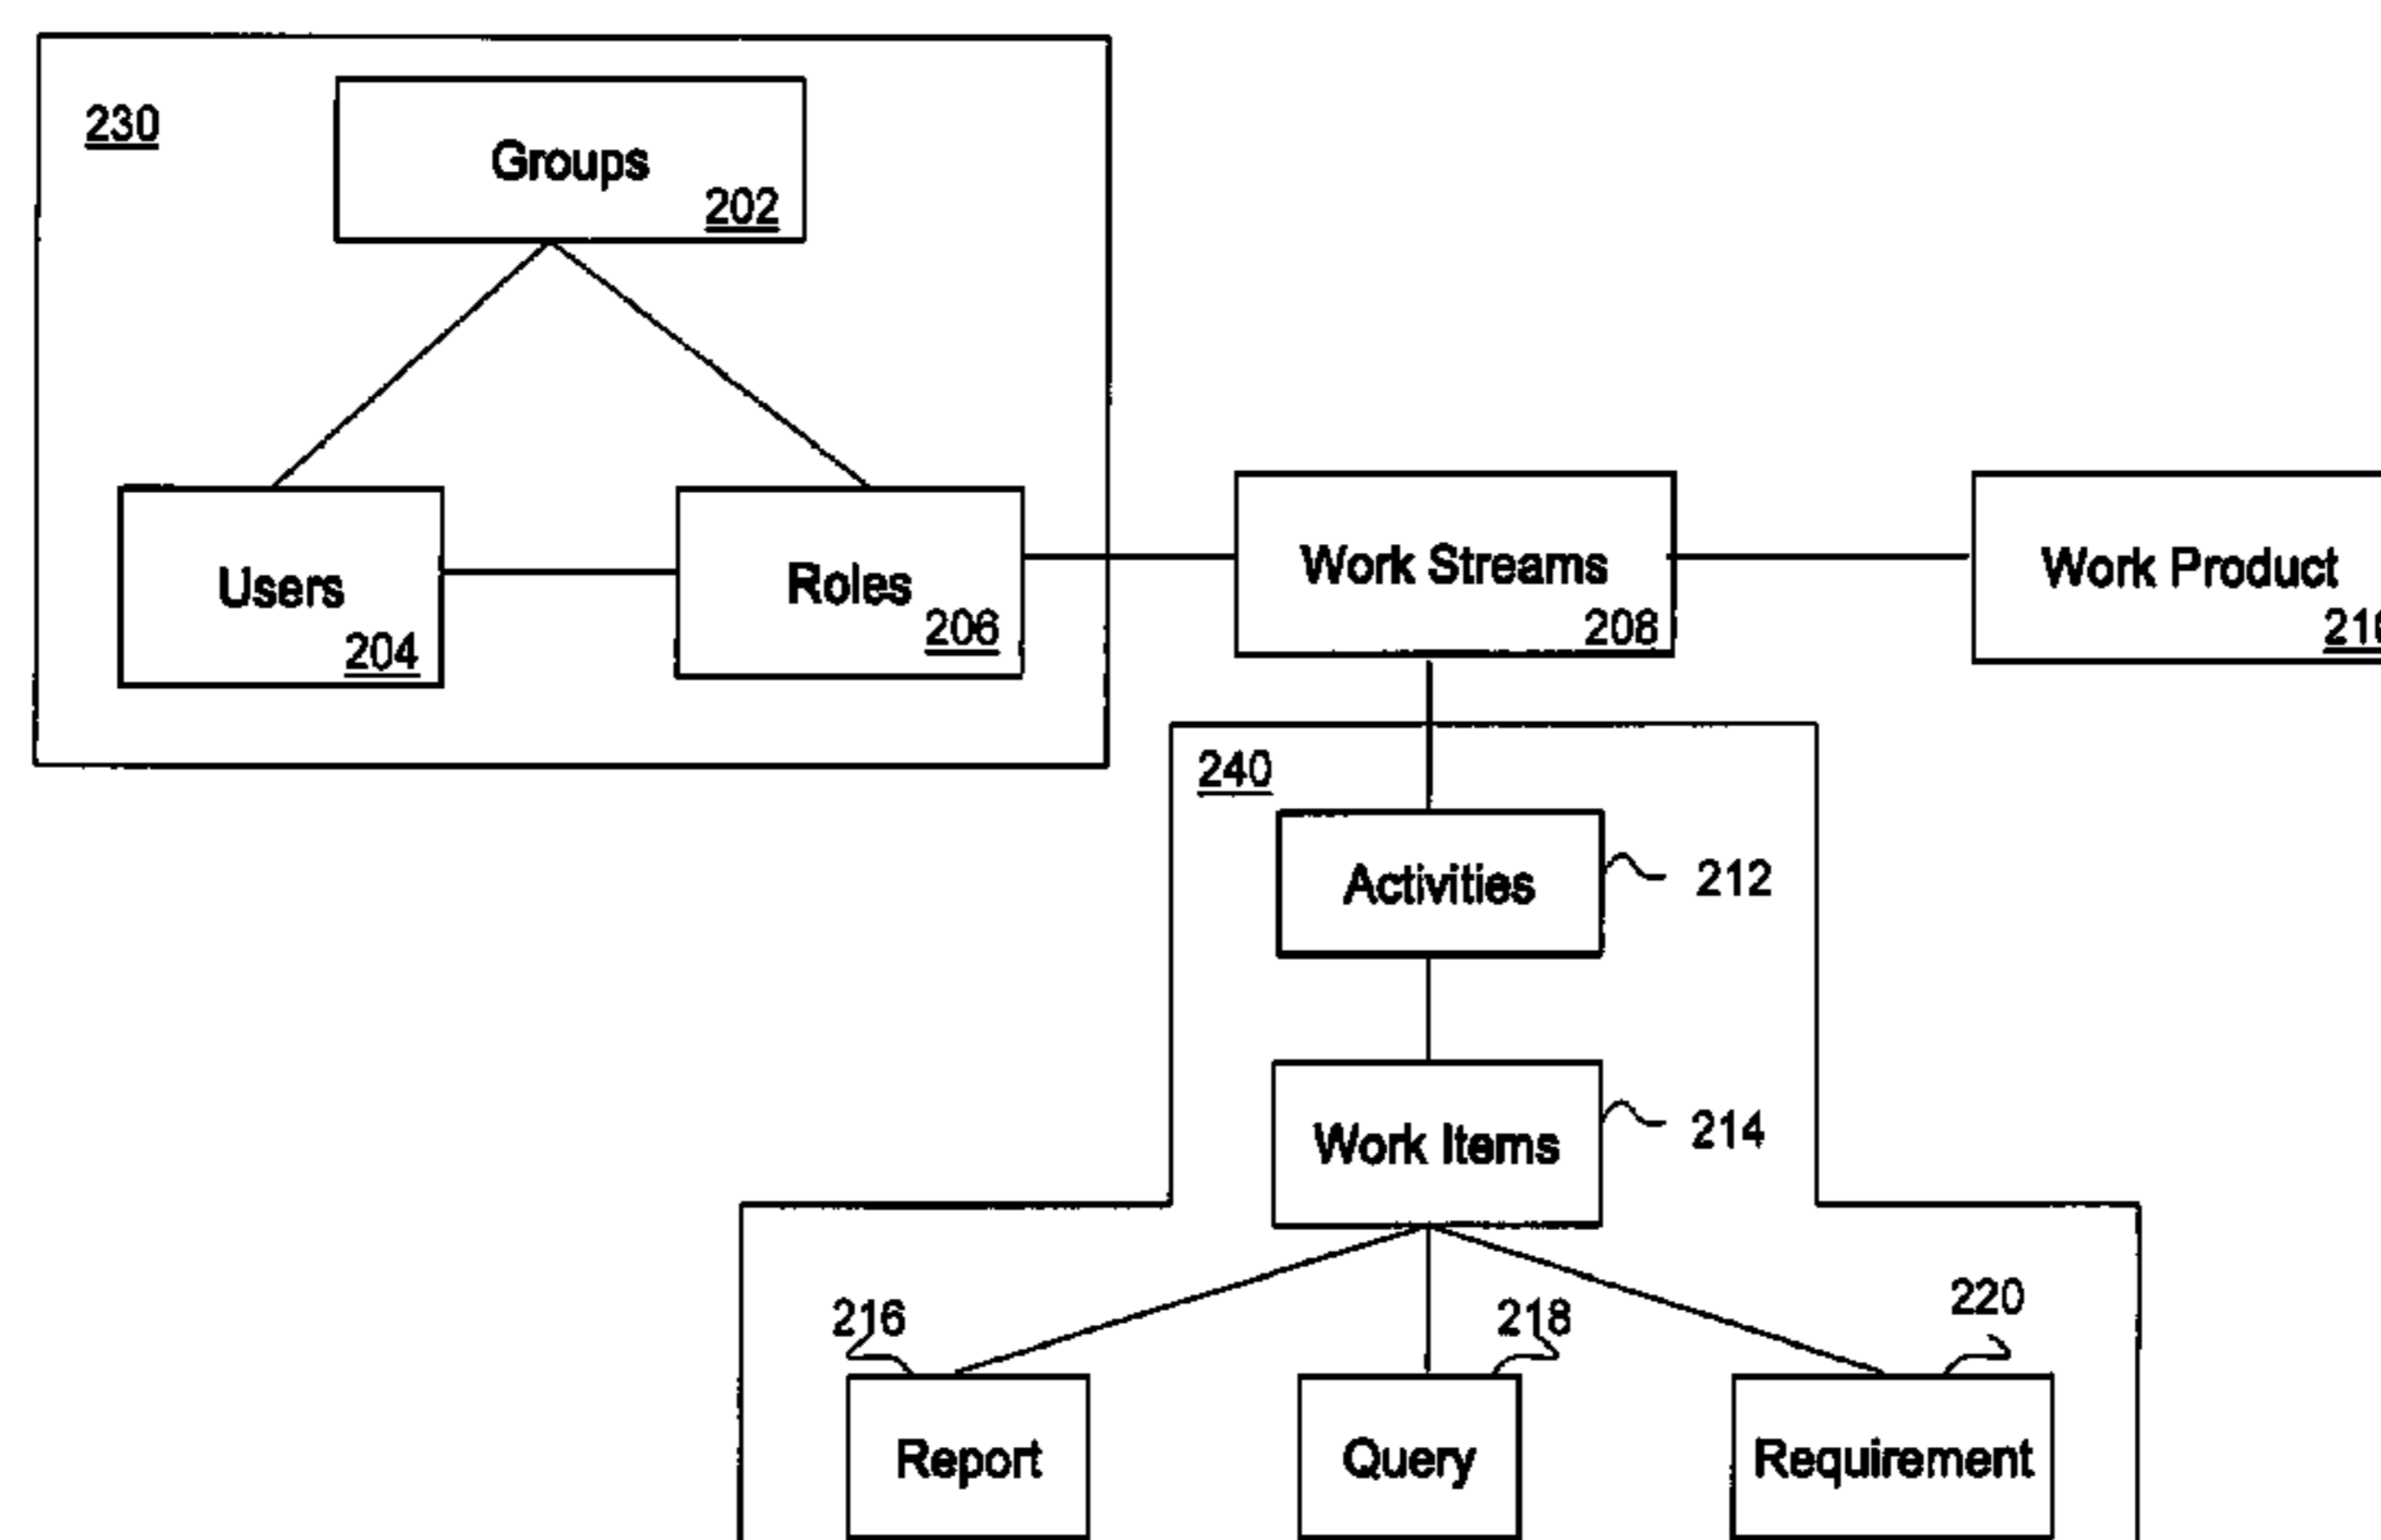 230
Groups
202
Users
204
Roles
206
Work Streams
208
Work Product
240
Activities
212
Work Items
214
216
218
220
Report
Query
Requirement